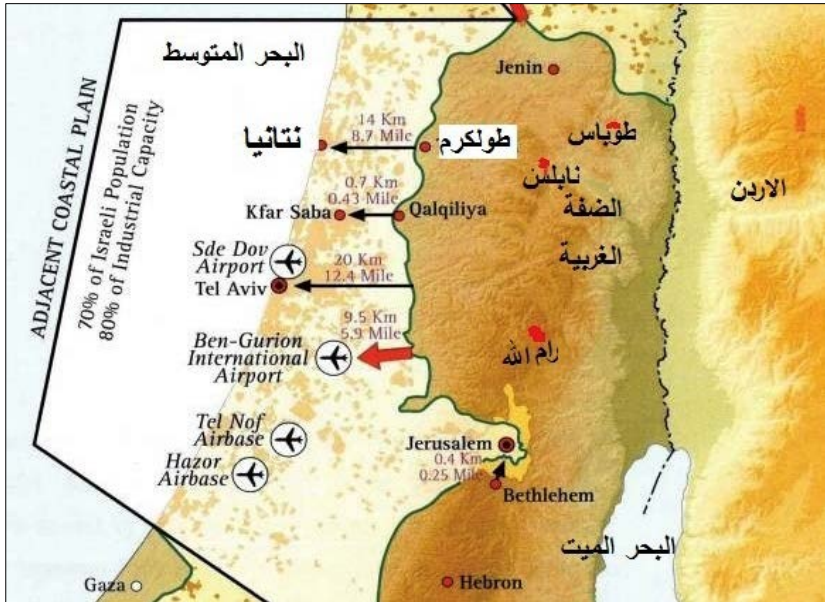 البحر المتوسط
ADJACENT COASTAL PLAIN
70% of Israeli Population
80% of Industrial Capacity
Jenin
14 Km
8.7 Mile
نتانيا
طولكرم
طوباس
نابلس
الضفة
الغربية
الاردن
0.7 Km
0.43 Mile
Kfar Saba
Qalqiliya
Sde Dov
Airport
20 Km
12.4 Mile
Tel Aviv
9.5 Km
5.9 Mile
Ben-Gurion
International
Airport
رام الله
Tel Nof
Airbase
Jerusalem
Hazor
Airbase
0.4 Km
0.25 Mile
Bethlehem
البحر الميت
Gaza
Hebron